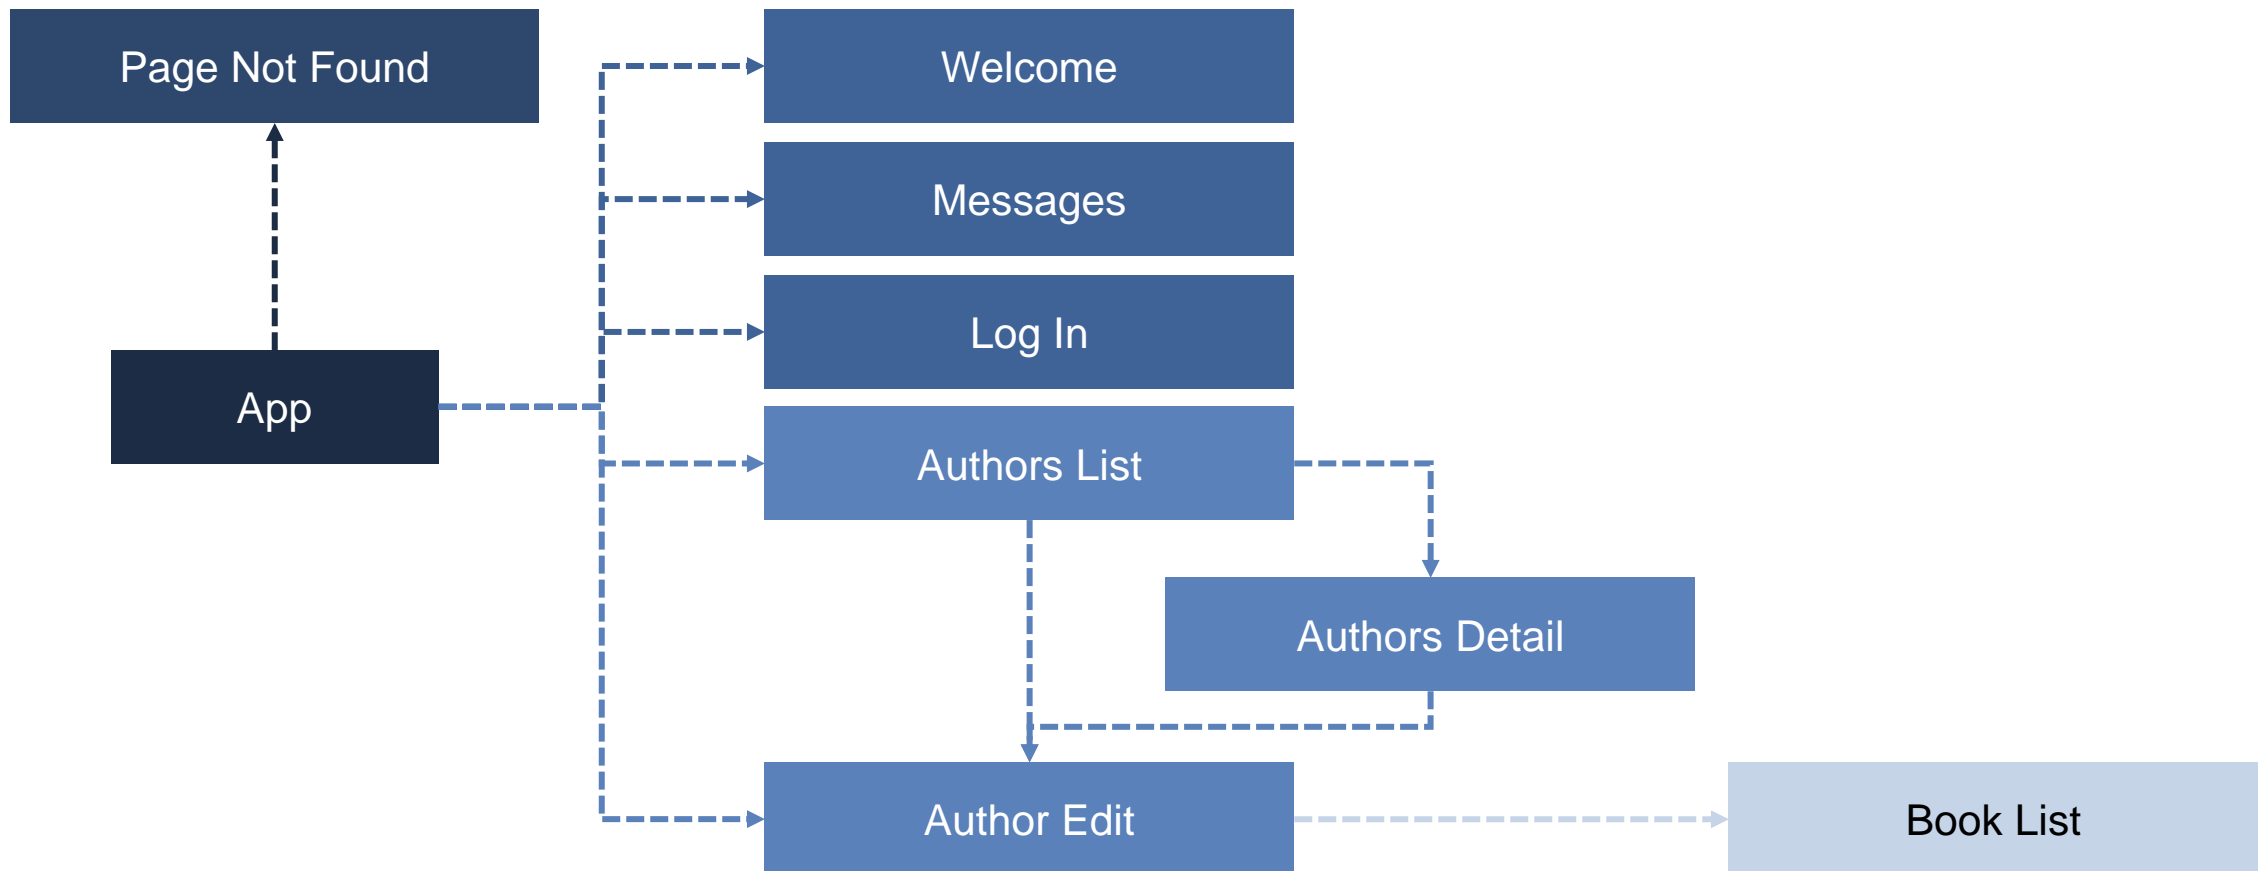 Page Not Found
Welcome
Messages
Log In
App
Authors List
Authors Detail
Author Edit
Book List